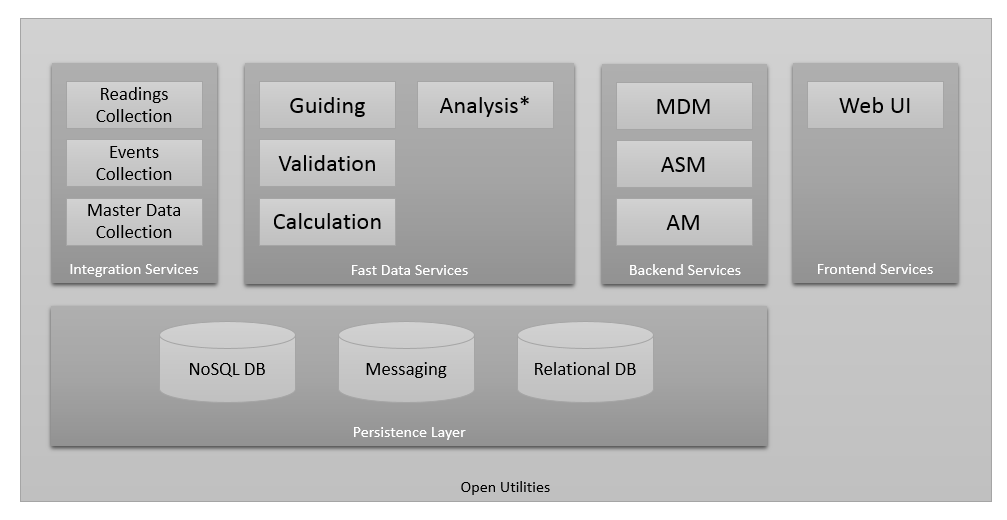 Readings
Collection
Events
Collection
Master Data
Collection
Integration Services
Guiding
Analysis*
Validation
Calculation
Fast Data Services
MDM
ASM
AM
Backend Services
Web UI
Frontend Services
NoSQL DB
Messaging
Relational DB
Persistence Layer
Open Utilities